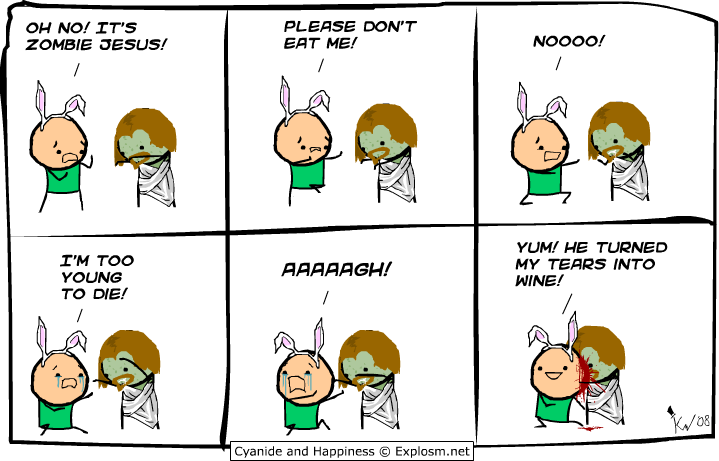 OH NO! IT'S
ZOMBIE JESUS!
PLEASE DON'T
EAT ME!
NOOOO!
I'M TOO
YOUNG
TO DIE!
AAAAAGH!
YUM! HE TURNED
MY TEARS INTO
WINE!
'08
Cyanide and Happiness © Explosm.net